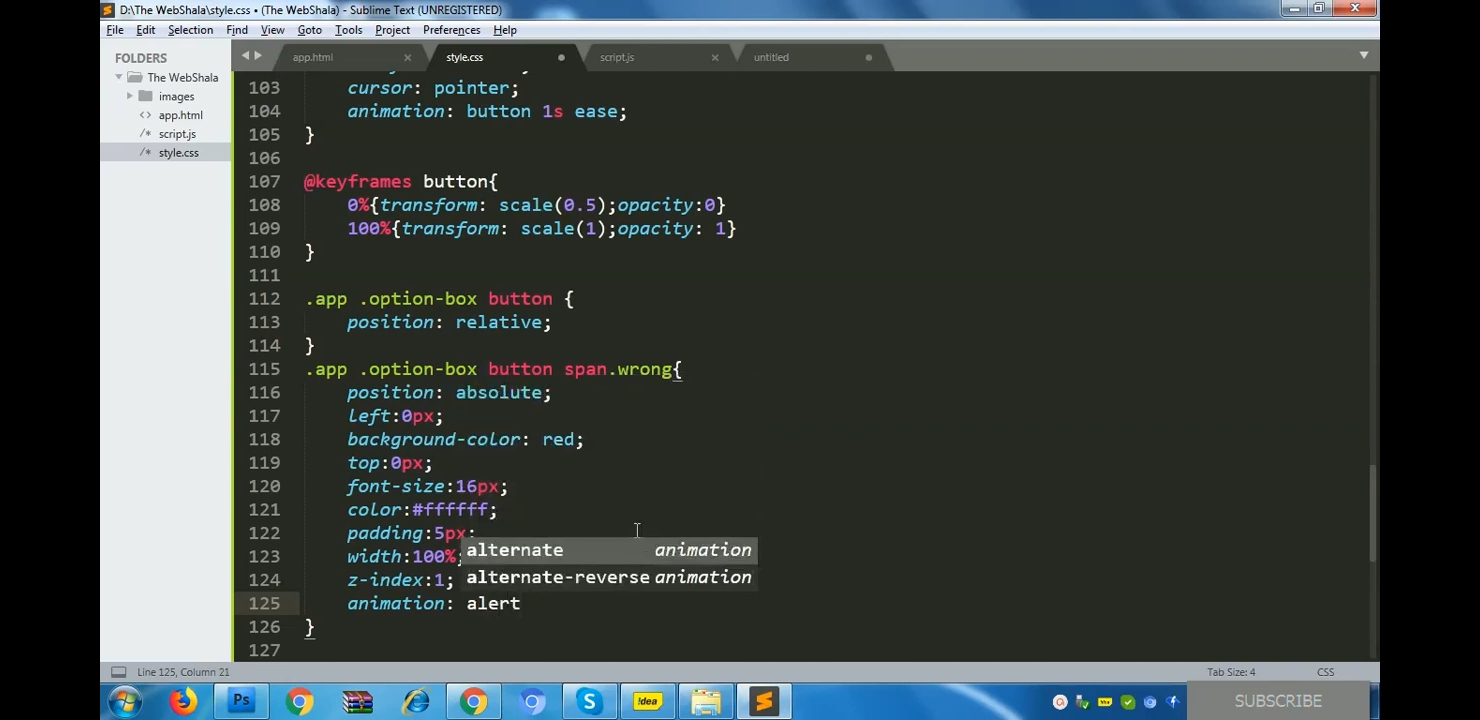 D:\The WebShala\style.css • (The WebShala) - Sublime Text (UNREGISTERED)
File Edit Selection Find View Goto Tools Project Preferences Help
FOLDERS
The WebShala
images
app.html
script.js
style.css
app.html style.css script.js untitled
103 cursor: pointer;
104 animation: button 1s ease;
105 }
106
107 @keyframes button{
108 0%{transform: scale(0.5);opacity:0}
109 100%{transform: scale(1);opacity: 1}
110 }
111
112 .app .option-box button {
113 position: relative;
114 }
115 .app .option-box button span.wrong{
116 position: absolute;
117 left:0px;
118 background-color: red;
119 top:0px;
120 font-size:16px;
121 color:#ffffff;
122 padding:5px;
123 width:100%;
124 z-index:1;
125 animation: alert
126 }
127
alternate animation
alternate-reverse animation
Line 125, Column 21 Tab Size: 4 CSS
Ps !dea
SUBSCRIBE